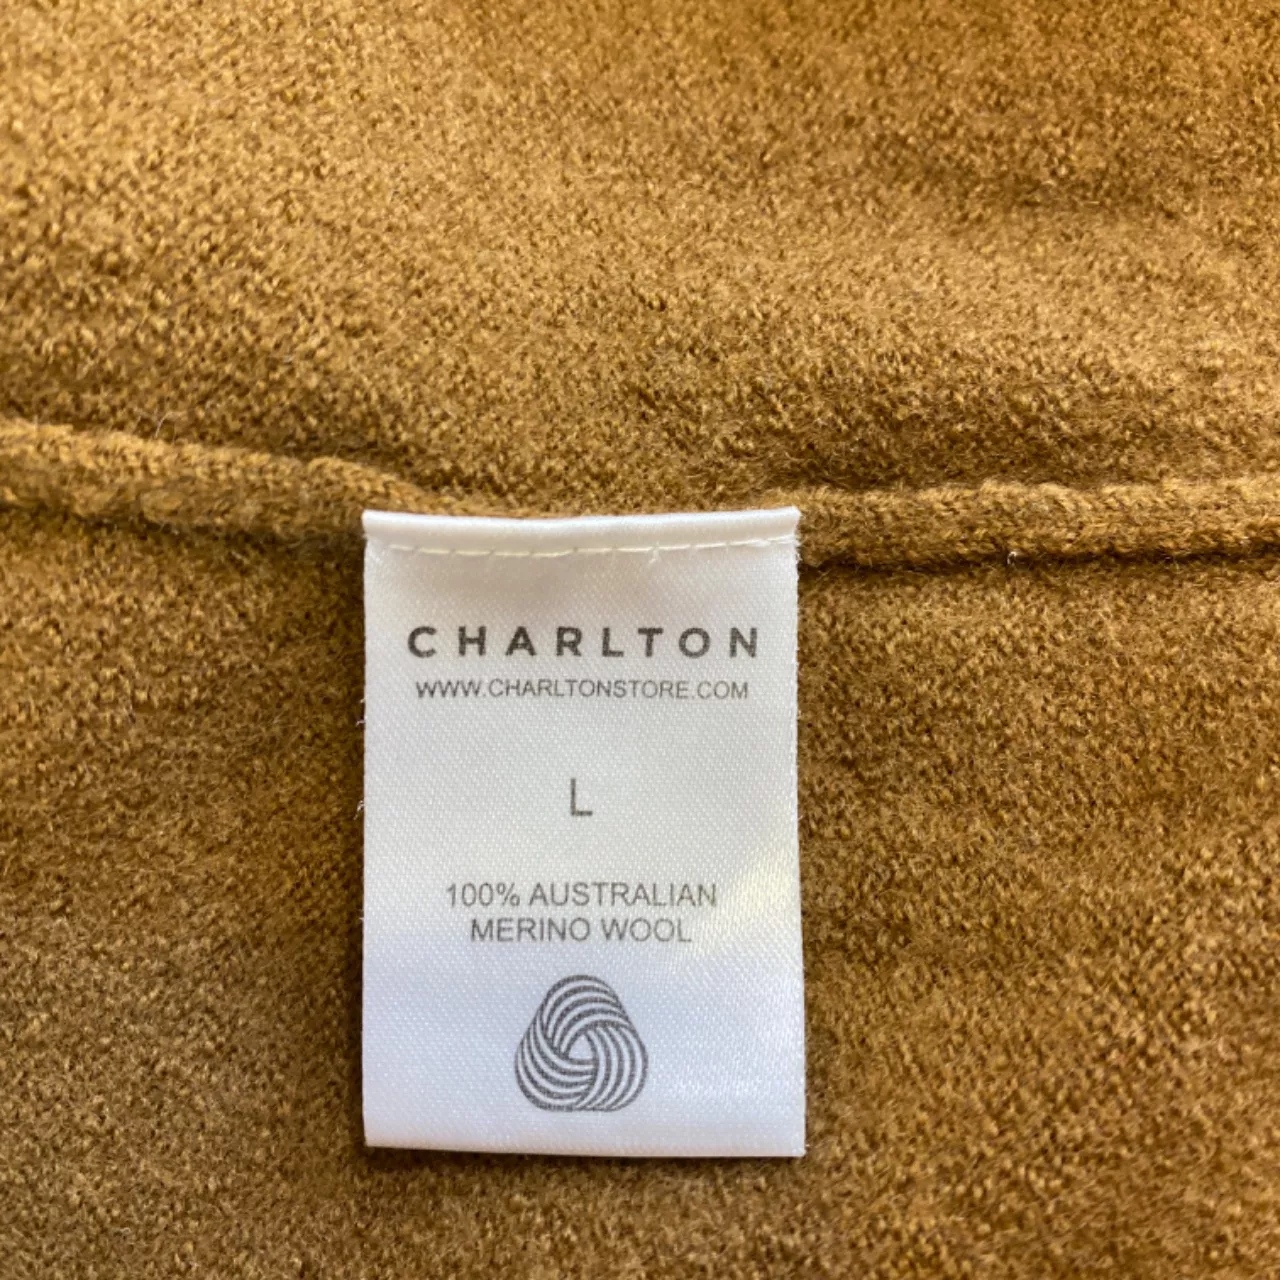 CHARLTON
WWW.CHARLTONSTORE.COM
L
100% AUSTRALIAN
MERINO WOOL